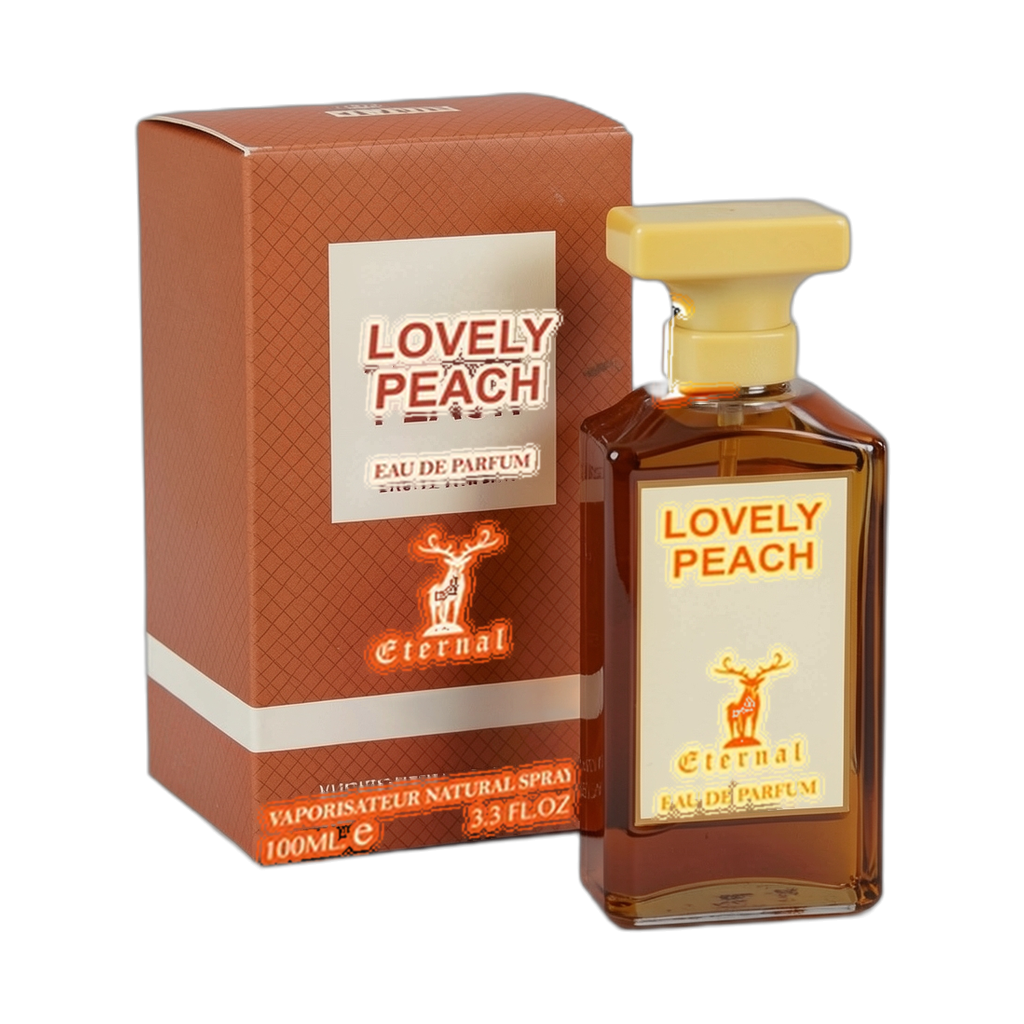 LOVELY
PEACH
EAU DE PARFUM
Eternal
VAPORISATEUR NATURAL SPRAY
100ML e
3.3 FL.OZ
LOVELY
PEACH
Eternal
EAU DE PARFUM